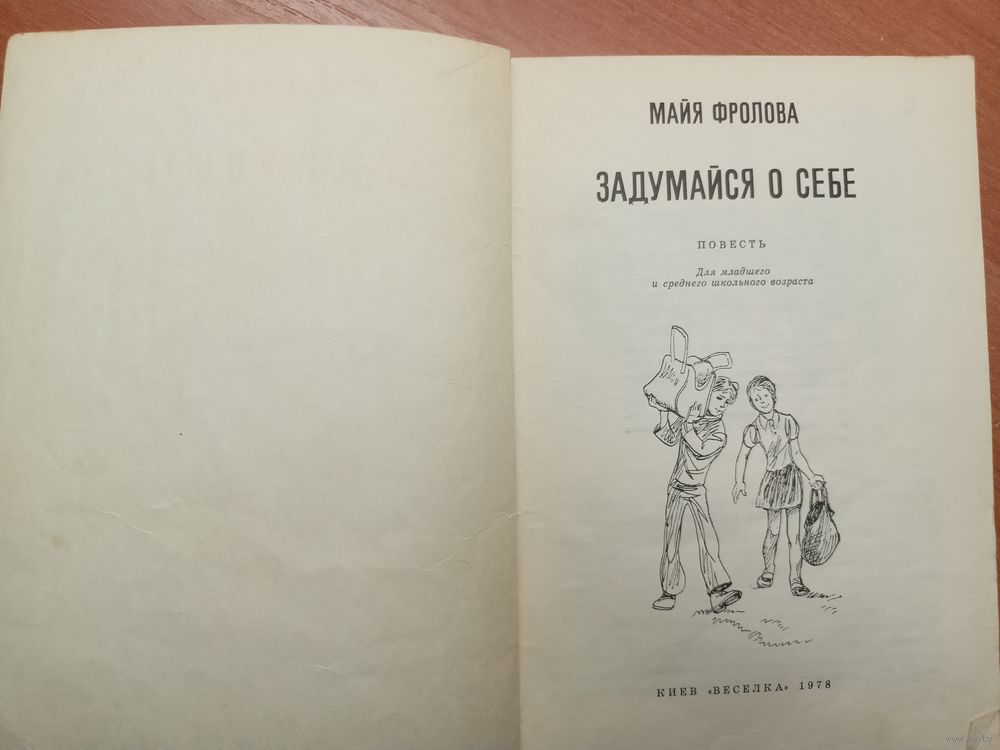 МАЙЯ ФРОЛОВА
ЗАДУМАЙСЯ О СЕБЕ
ПОВЕСТЬ
Для младшего
и среднего школьного возраста
КИЕВ «ВЕСЕЛКА» 1978